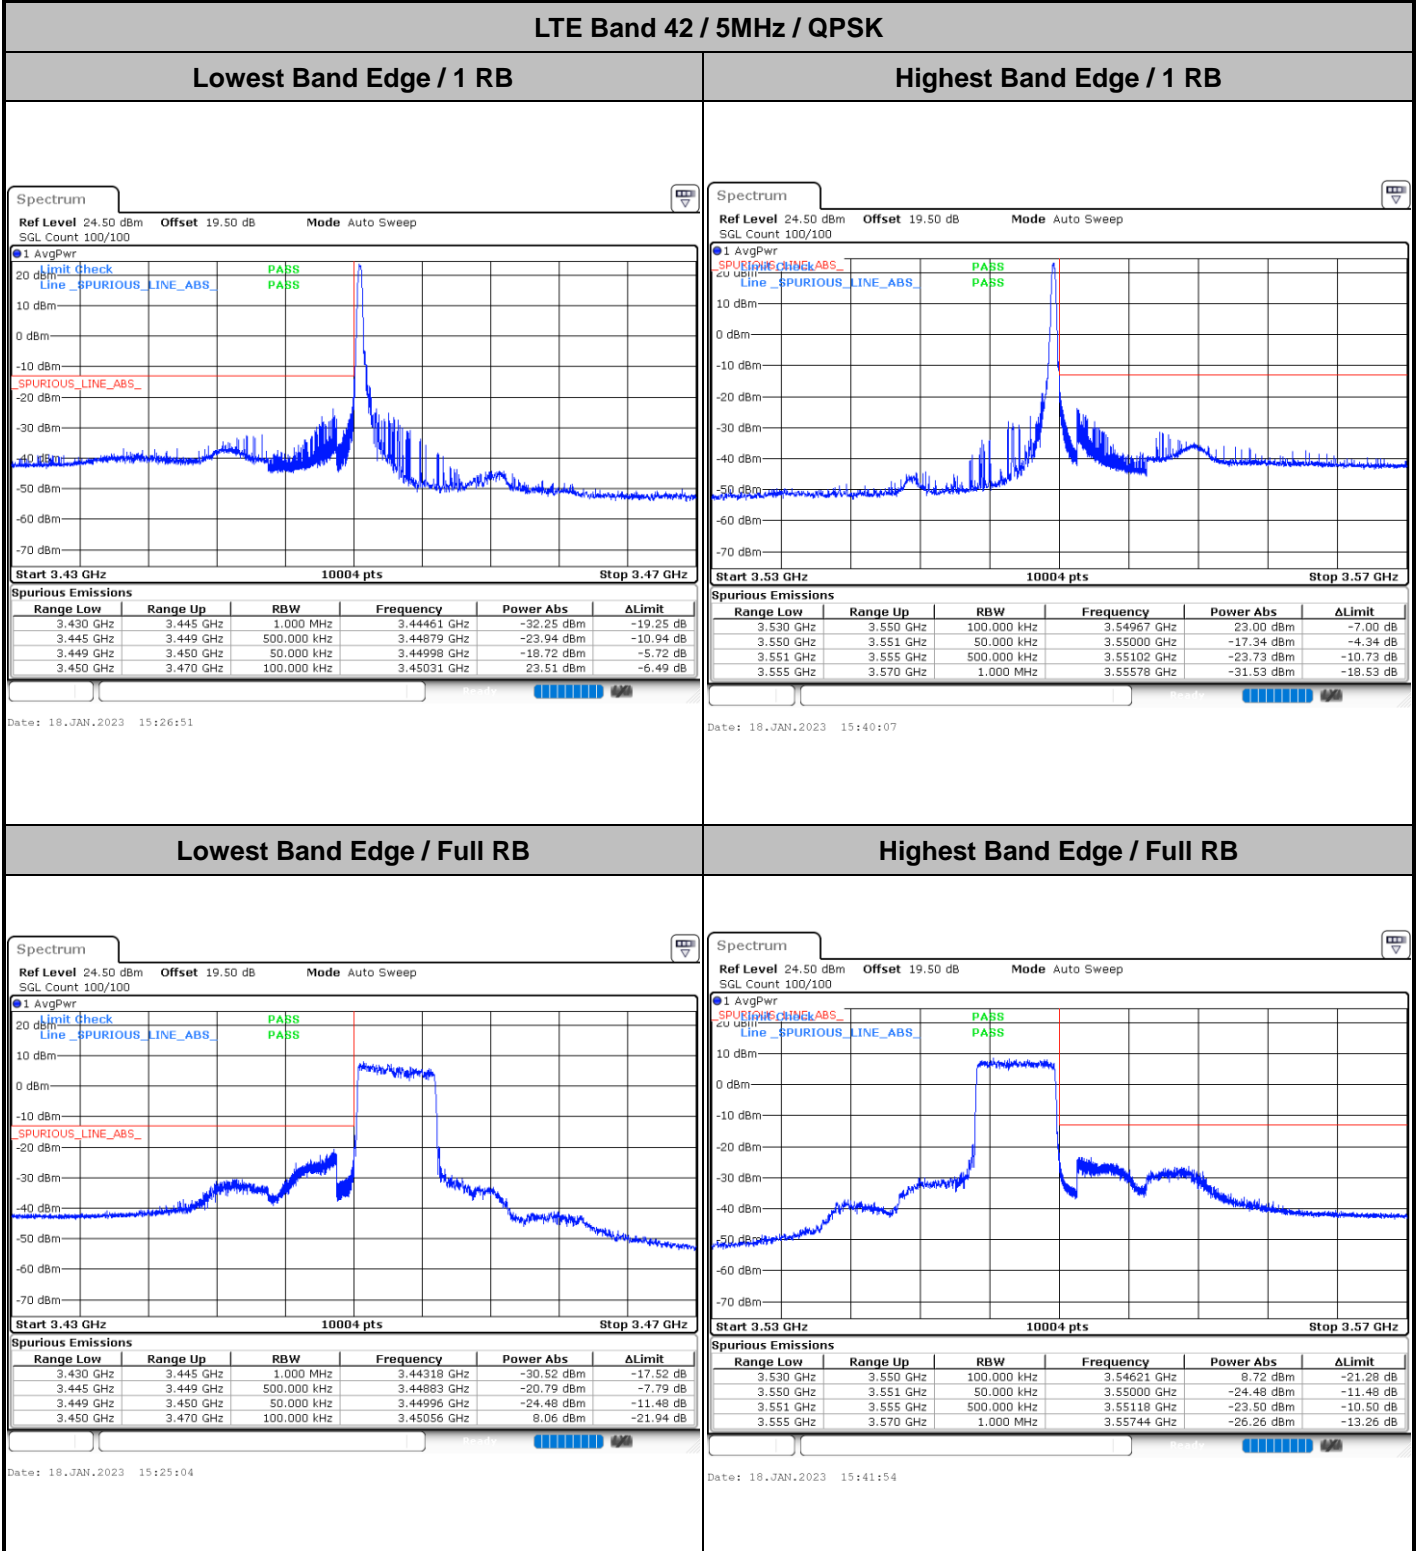 LTE Band 42 / 5MHz / QPSK
Lowest Band Edge / 1 RB
Highest Band Edge / 1 RB
Spectrum
Ref Level 24.50 dBm Offset 19.50 dB Mode Auto Sweep
SGL Count 100/100
1 AvgPwr
Limit Check PASS
20 dBm
Line _SPURIOUS_LINE_ABS_ PASS
10 dBm
0 dBm
-10 dBm
_SPURIOUS_LINE_ABS_
-20 dBm
-30 dBm
-40 dBm
-50 dBm
-60 dBm
-70 dBm
Start 3.43 GHz 10004 pts Stop 3.47 GHz
Spurious Emissions
Range Low Range Up RBW Frequency Power Abs ΔLimit
3.430 GHz 3.445 GHz 1.000 MHz 3.44461 GHz -32.25 dBm -19.25 dB
3.445 GHz 3.449 GHz 500.000 kHz 3.44879 GHz -23.94 dBm -10.94 dB
3.449 GHz 3.450 GHz 50.000 kHz 3.44998 GHz -18.72 dBm -5.72 dB
3.450 GHz 3.470 GHz 100.000 kHz 3.45031 GHz 23.51 dBm -6.49 dB
Ready
Date: 18.JAN.2023 15:26:51
Spectrum
Ref Level 24.50 dBm Offset 19.50 dB Mode Auto Sweep
SGL Count 100/100
1 AvgPwr
_SPURIOUS_LINE_ABS_
Limit Check PASS
20 dBm
Line _SPURIOUS_LINE_ABS_ PASS
10 dBm
0 dBm
-10 dBm
-20 dBm
-30 dBm
-40 dBm
-50 dBm
-60 dBm
-70 dBm
Start 3.53 GHz 10004 pts Stop 3.57 GHz
Spurious Emissions
Range Low Range Up RBW Frequency Power Abs ΔLimit
3.530 GHz 3.550 GHz 100.000 kHz 3.54967 GHz 23.00 dBm -7.00 dB
3.550 GHz 3.551 GHz 50.000 kHz 3.55000 GHz -17.34 dBm -4.34 dB
3.551 GHz 3.555 GHz 500.000 kHz 3.55102 GHz -23.73 dBm -10.73 dB
3.555 GHz 3.570 GHz 1.000 MHz 3.55578 GHz -31.53 dBm -18.53 dB
Ready
Date: 18.JAN.2023 15:40:07
Lowest Band Edge / Full RB
Highest Band Edge / Full RB
Spectrum
Ref Level 24.50 dBm Offset 19.50 dB Mode Auto Sweep
SGL Count 100/100
1 AvgPwr
Limit Check PASS
20 dBm
Line _SPURIOUS_LINE_ABS_ PASS
10 dBm
0 dBm
-10 dBm
_SPURIOUS_LINE_ABS_
-20 dBm
-30 dBm
-40 dBm
-50 dBm
-60 dBm
-70 dBm
Start 3.43 GHz 10004 pts Stop 3.47 GHz
Spurious Emissions
Range Low Range Up RBW Frequency Power Abs ΔLimit
3.430 GHz 3.445 GHz 1.000 MHz 3.44318 GHz -30.52 dBm -17.52 dB
3.445 GHz 3.449 GHz 500.000 kHz 3.44883 GHz -20.79 dBm -7.79 dB
3.449 GHz 3.450 GHz 50.000 kHz 3.44996 GHz -24.48 dBm -11.48 dB
3.450 GHz 3.470 GHz 100.000 kHz 3.45056 GHz 8.06 dBm -21.94 dB
Ready
Date: 18.JAN.2023 15:25:04
Spectrum
Ref Level 24.50 dBm Offset 19.50 dB Mode Auto Sweep
SGL Count 100/100
1 AvgPwr
_SPURIOUS_LINE_ABS_
Limit Check PASS
20 dBm
Line _SPURIOUS_LINE_ABS_ PASS
10 dBm
0 dBm
-10 dBm
-20 dBm
-30 dBm
-40 dBm
-50 dBm
-60 dBm
-70 dBm
Start 3.53 GHz 10004 pts Stop 3.57 GHz
Spurious Emissions
Range Low Range Up RBW Frequency Power Abs ΔLimit
3.530 GHz 3.550 GHz 100.000 kHz 3.54621 GHz 8.72 dBm -21.28 dB
3.550 GHz 3.551 GHz 50.000 kHz 3.55000 GHz -24.48 dBm -11.48 dB
3.551 GHz 3.555 GHz 500.000 kHz 3.55118 GHz -23.50 dBm -10.50 dB
3.555 GHz 3.570 GHz 1.000 MHz 3.55744 GHz -26.26 dBm -13.26 dB
Ready
Date: 18.JAN.2023 15:41:54